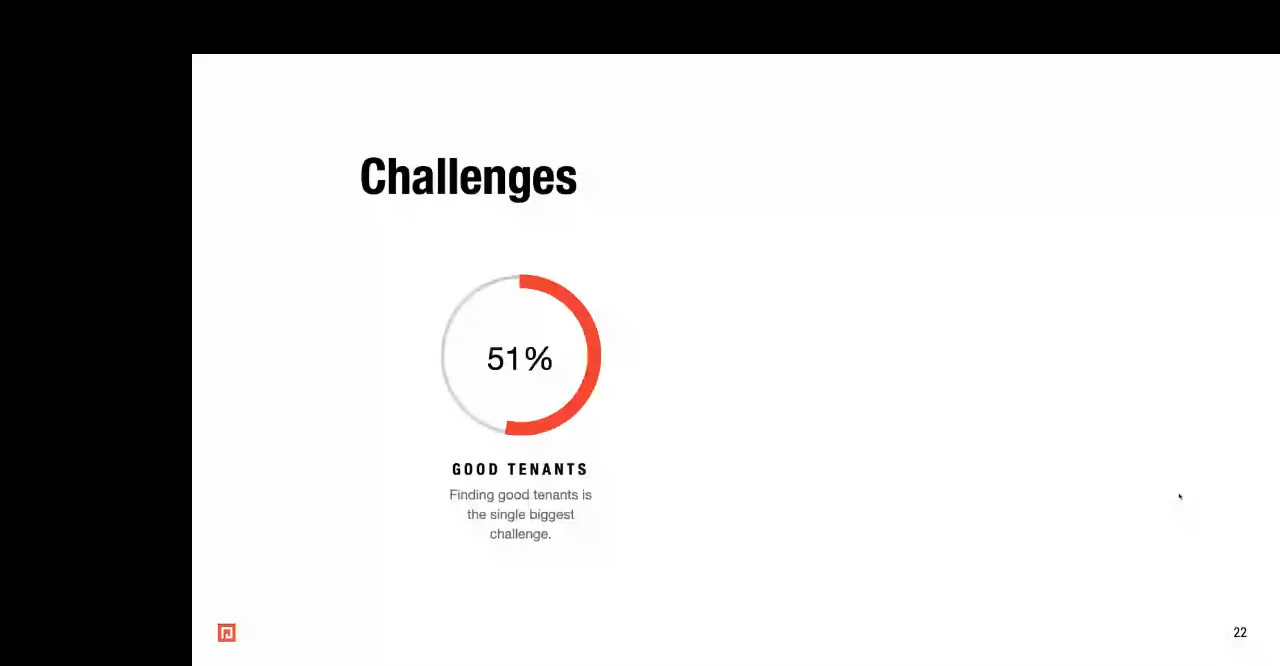 Challenges
51%
GOOD TENANTS
Finding good tenants is
the single biggest
challenge.
22